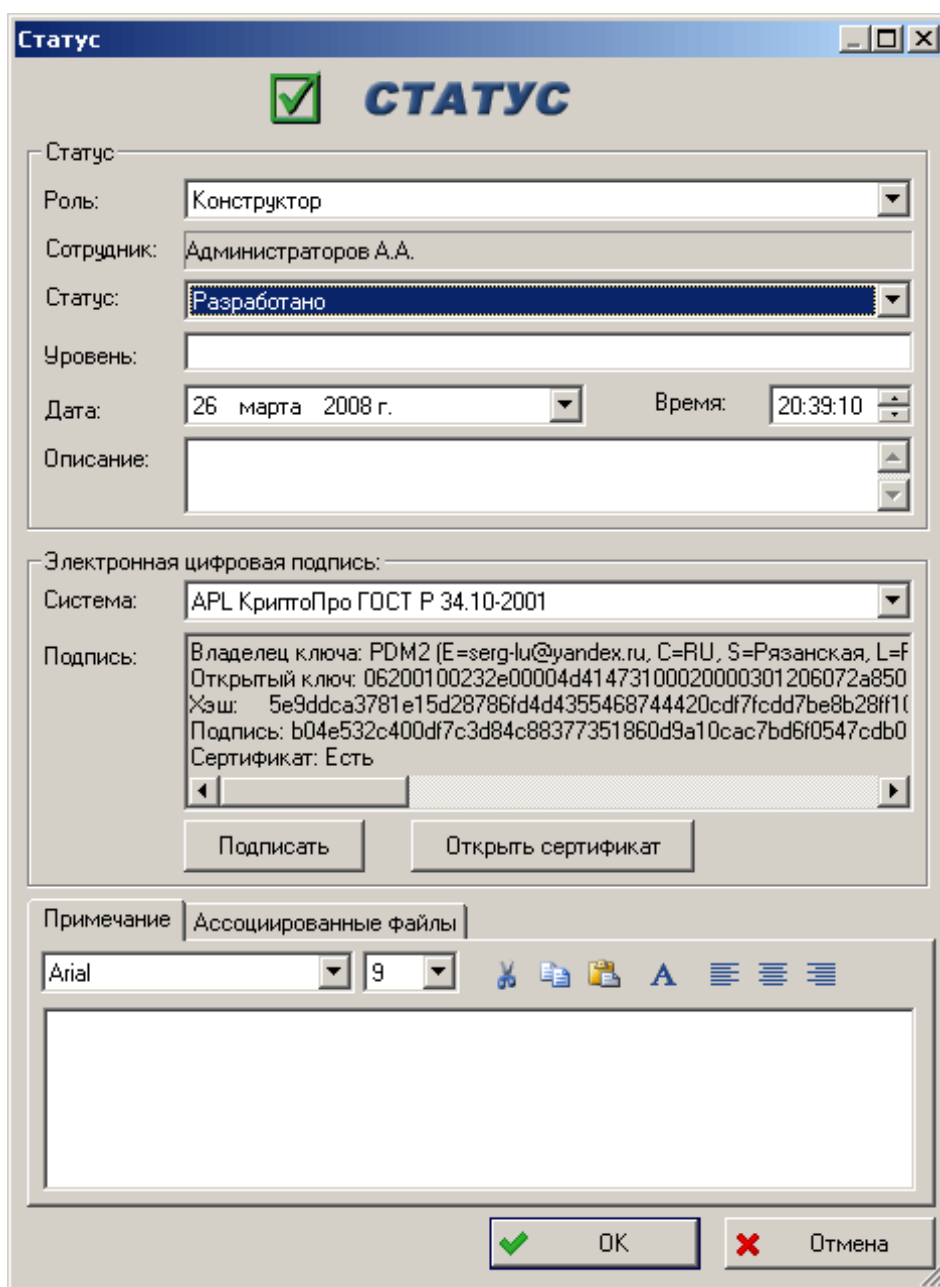 Статус
СТАТУС
Статус
Роль: Конструктор
Сотрудник: Администраторов А.А.
Статус: Разработано
Уровень:
Дата: 26 марта 2008 г. Время: 20:39:10
Описание:
Электронная цифровая подпись:
Система: APL КриптоПро ГОСТ Р 34.10-2001
Подпись: Владелец ключа: PDM2 (E=serg-lu@yandex.ru, C=RU, S=Рязанская, L=
Открытый ключ: 06200100232e00004d41473100020000301206072a850
Хэш: 5e9ddca3781e15d28786fd4d4355468744420cdf7fcdd7be8b28ff1
Подпись: b04e532c400df7c3d84c88377351860d9a10cac7bd6f0547cdb0
Сертификат: Есть
Подписать Открыть сертификат
Примечание Ассоциированные файлы
Arial 9 A
OK Отмена